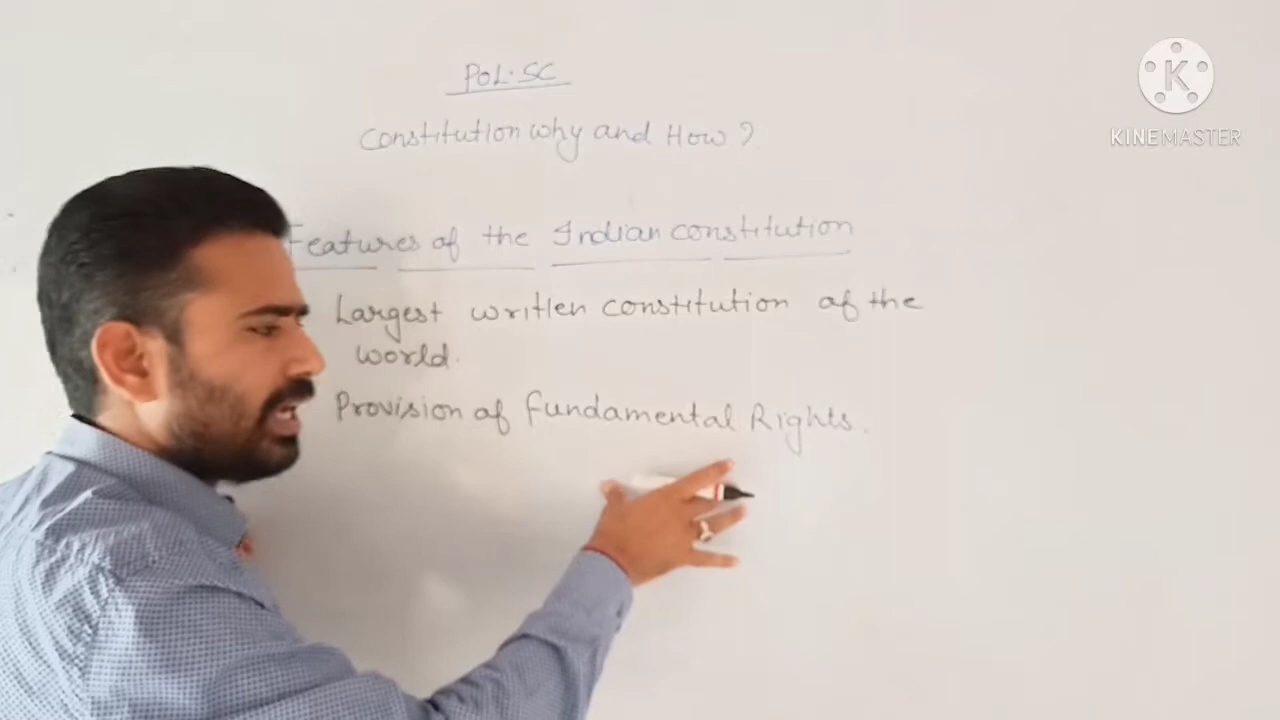 POL.SC
Constitution why and How?
Features of the Indian constitution
Largest written constitution of the
world.
Provision of Fundamental Rights.
K
KINEMASTER